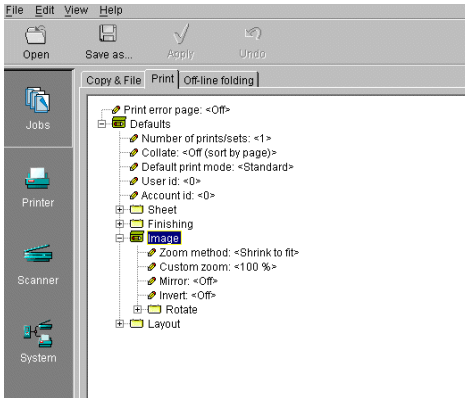 File Edit View Help
Open Save as... Apply Undo
Copy & File Print Off-line folding
Jobs
Printer
Scanner
System
Print error page: <Off>
Defaults
Number of prints/sets: <1>
Collate: <Off (sort by page)>
Default print mode: <Standard>
User id: <0>
Account id: <0>
Sheet
Finishing
Image
Zoom method: <Shrink to fit>
Custom zoom: <100 %>
Mirror: <Off>
Invert: <Off>
Rotate
Layout